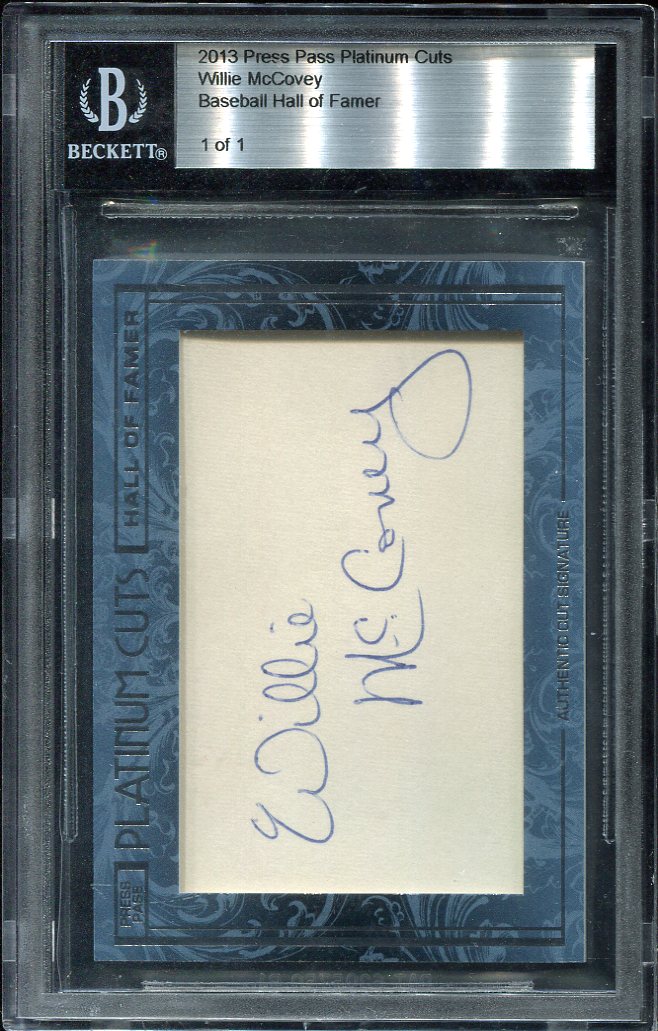 2013 Press Pass Platinum Cuts
Willie McCovey
Baseball Hall of Famer
1 of 1
B
BECKETT®
PRESS
PASS
PLATINUM CUTS
HALL OF FAMER
Willie
McCovey
AUTHENTIC CUT SIGNATURE